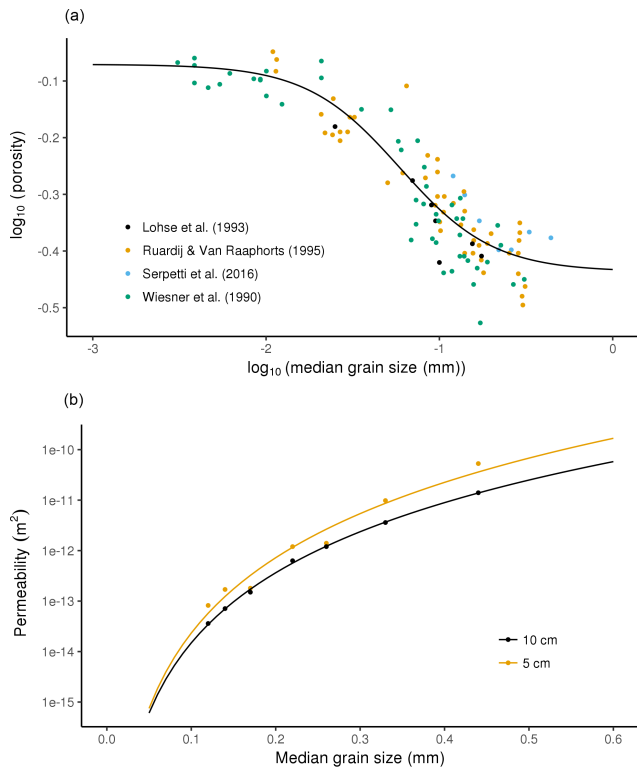 (a)
log10 (porosity)
-0.1
-0.2
-0.3
-0.4
-0.5
Lohse et al. (1993)
Ruardij & Van Raaphorts (1995)
Serpetti et al. (2016)
Wiesner et al. (1990)
-3
-2
-1
0
log10 (median grain size (mm))
(b)
Permeability (m²)
1e-10
1e-11
1e-12
1e-13
1e-14
1e-15
10 cm
5 cm
0.0
0.1
0.2
0.3
0.4
0.5
0.6
Median grain size (mm)